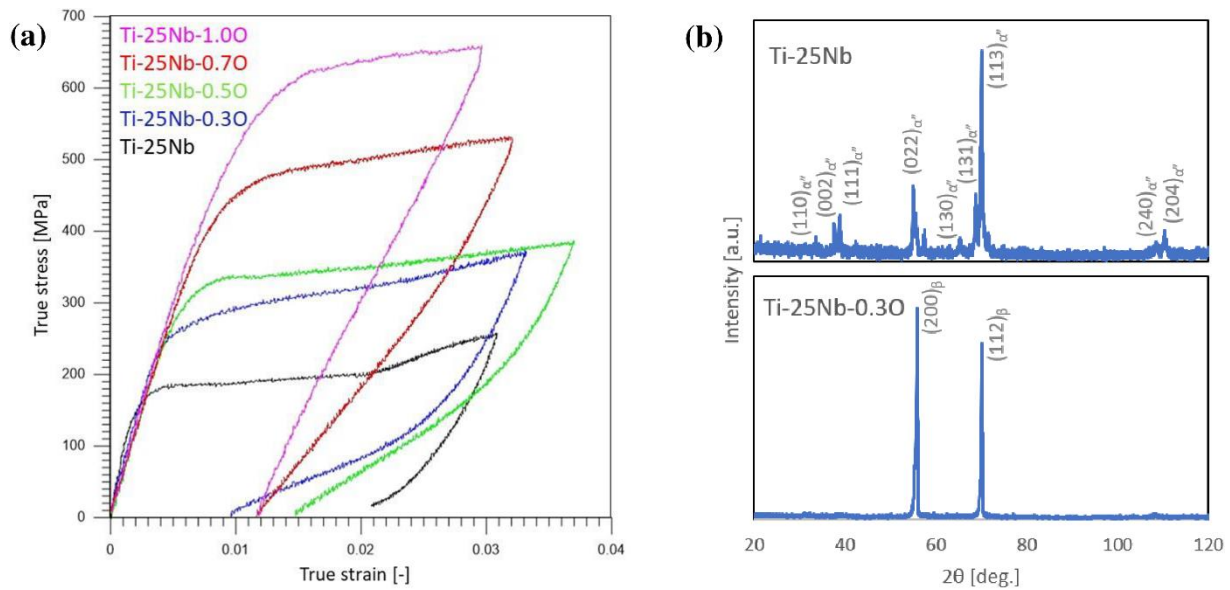 (a)
700
600
500
400
300
200
100
0
True stress [MPa]
Ti-25Nb-1.0O
Ti-25Nb-0.7O
Ti-25Nb-0.5O
Ti-25Nb-0.3O
Ti-25Nb
0
0.01
0.02
0.03
0.04
True strain [-]
(b)
Intensity [a.u.]
Ti-25Nb
(110)α″
(002)α″
(111)α″
(022)α″
(130)α″
(131)α″
(113)α″
(240)α″
(204)α″
Ti-25Nb-0.3O
(200)β
(112)β
20
40
60
80
100
120
2θ [deg.]